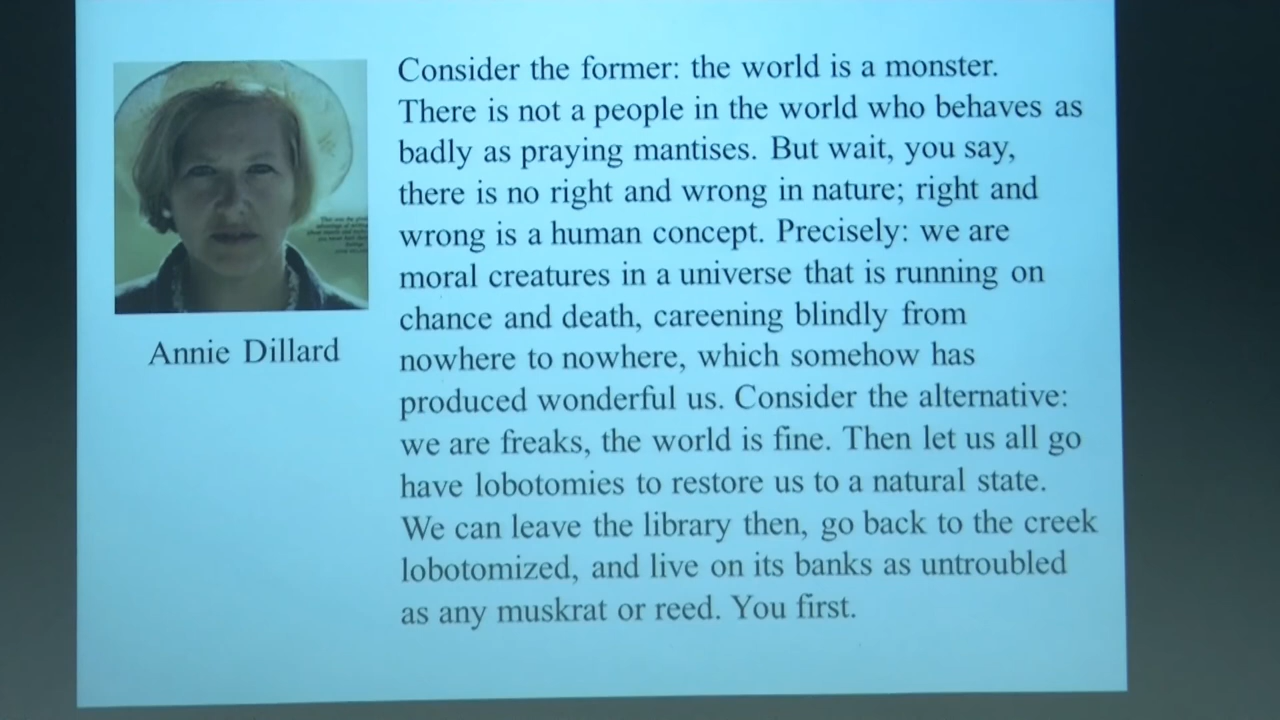 Consider the former: the world is a monster.
There is not a people in the world who behaves as
badly as praying mantises. But wait, you say,
there is no right and wrong in nature; right and
wrong is a human concept. Precisely: we are
moral creatures in a universe that is running on
chance and death, careening blindly from
nowhere to nowhere, which somehow has
produced wonderful us. Consider the alternative:
we are freaks, the world is fine. Then let us all go
have lobotomies to restore us to a natural state.
We can leave the library then, go back to the creek
lobotomized, and live on its banks as untroubled
as any muskrat or reed. You first.
Annie Dillard